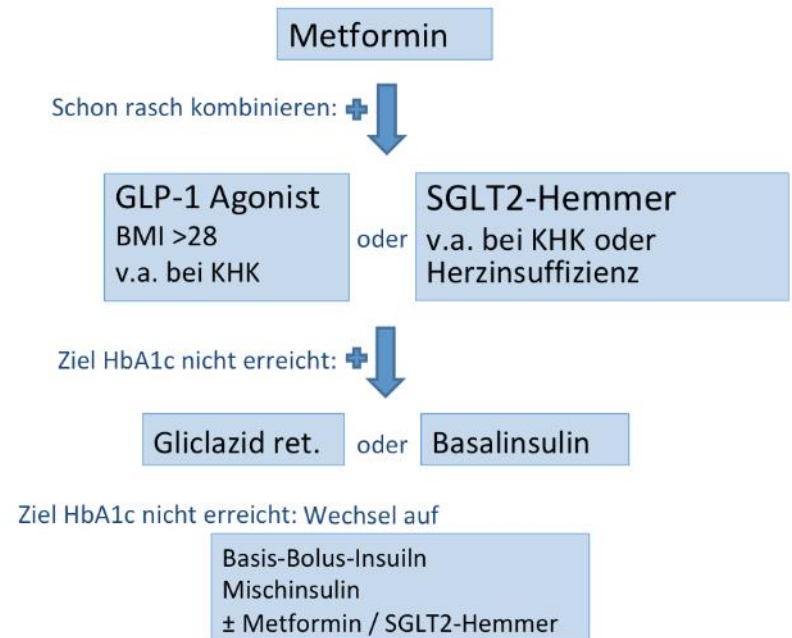 Metformin
Schon rasch kombinieren:
GLP-1 Agonist
BMI >28
v.a. bei KHK
oder
SGLT2-Hemmer
v.a. bei KHK oder
Herzinsuffizienz
Ziel HbA1c nicht erreicht:
Gliclazid ret.
oder
Basalinsulin
Ziel HbA1c nicht erreicht: Wechsel auf
Basis-Bolus-Insuiln
Mischinsulin
± Metformin / SGLT2-Hemmer